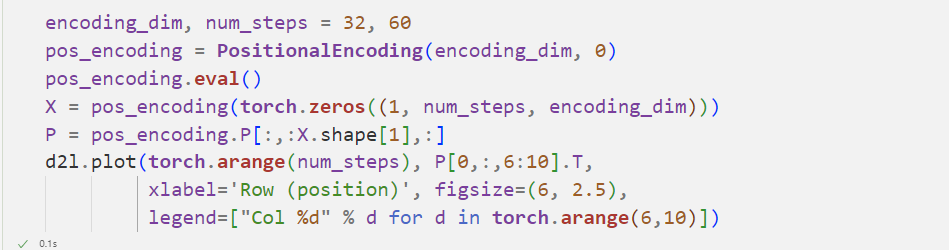 encoding_dim, num_steps = 32, 60
pos_encoding = PositionalEncoding(encoding_dim, 0)
pos_encoding.eval()
X = pos_encoding(torch.zeros((1, num_steps, encoding_dim)))
P = pos_encoding.P[:,:X.shape[1],:]
d2l.plot(torch.arange(num_steps), P[0,:,6:10].T,
         xlabel='Row (position)', figsize=(6, 2.5),
         legend=["Col %d" % d for d in torch.arange(6,10)])
✓ 0.1s